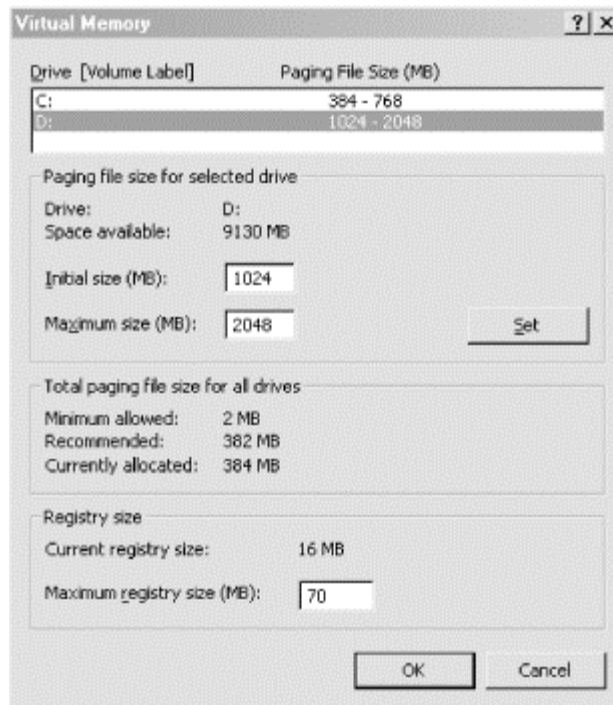 Virtual Memory ? ×
Drive [Volume Label] Paging File Size (MB)
C: 384 - 768
D: 1024 - 2048
Paging file size for selected drive
Drive: D:
Space available: 9130 MB
Initial size (MB): 1024
Maximum size (MB): 2048 Set
Total paging file size for all drives
Minimum allowed: 2 MB
Recommended: 382 MB
Currently allocated: 384 MB
Registry size
Current registry size: 16 MB
Maximum registry size (MB): 70
OK Cancel